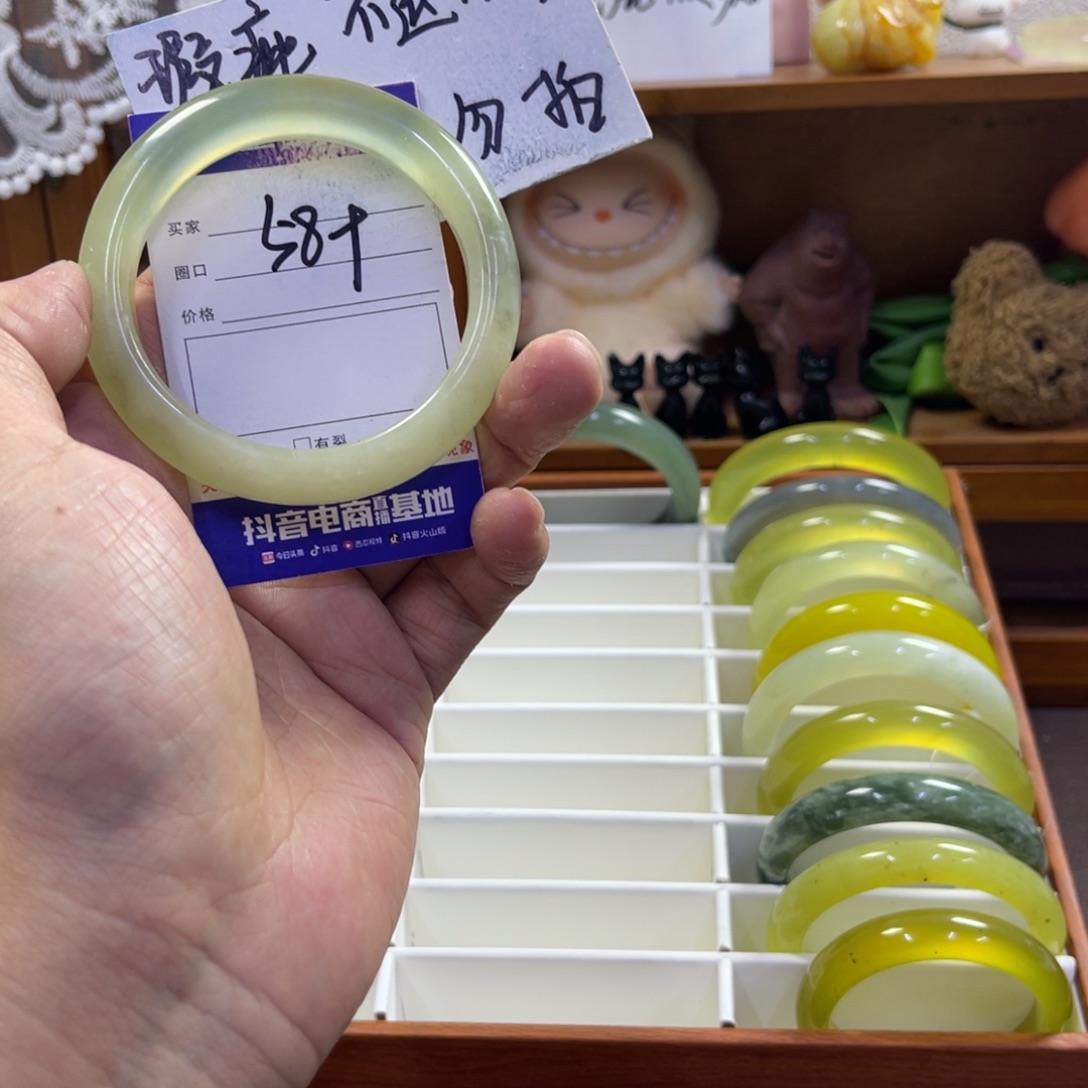 瑕疵
勿拍
58+
买家
圈口
价格
有裂
抖音电商直播基地
今日头条 抖音 西瓜视频 抖音火山版